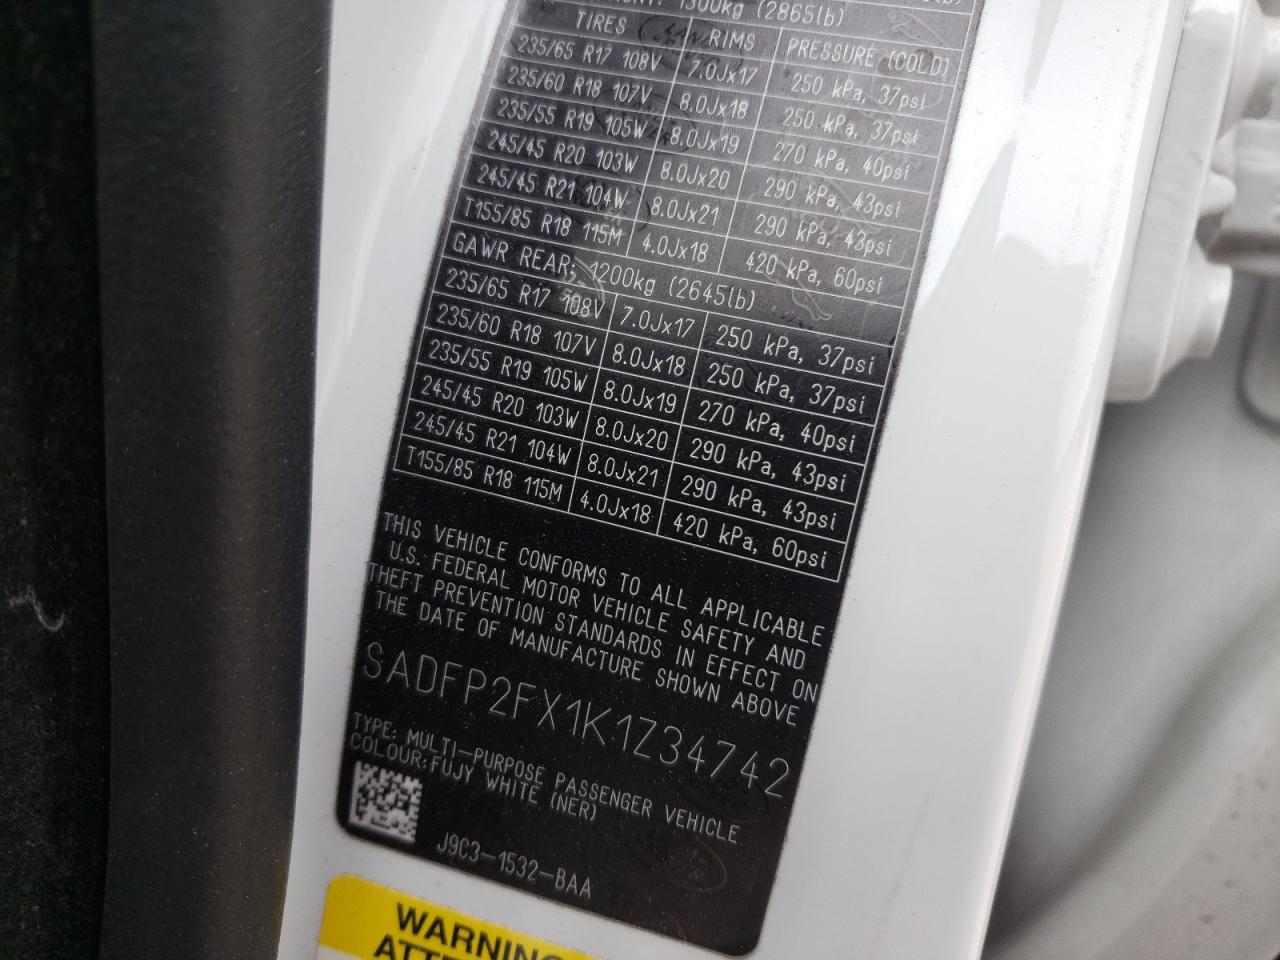 1300kg (2865lb)
TIRES RIMS PRESSURE (COLD)
235/65 R17 108V 7.0Jx17 250 kPa, 37psi
235/60 R18 107V 8.0Jx18 250 kPa, 37psi
235/55 R19 105W 8.0Jx19 270 kPa, 40psi
245/45 R20 103W 8.0Jx20 290 kPa, 43psi
245/45 R21 104W 8.0Jx21 290 kPa, 43psi
T155/85 R18 115M 4.0Jx18 420 kPa, 60psi
GAWR REAR: 1200kg (2645lb)
235/65 R17 108V 7.0Jx17 250 kPa, 37psi
235/60 R18 107V 8.0Jx18 250 kPa, 37psi
235/55 R19 105W 8.0Jx19 270 kPa, 40psi
245/45 R20 103W 8.0Jx20 290 kPa, 43psi
245/45 R21 104W 8.0Jx21 290 kPa, 43psi
T155/85 R18 115M 4.0Jx18 420 kPa, 60psi
THIS VEHICLE CONFORMS TO ALL APPLICABLE
U.S. FEDERAL MOTOR VEHICLE SAFETY AND
THEFT PREVENTION STANDARDS IN EFFECT ON
THE DATE OF MANUFACTURE SHOWN ABOVE
SADFP2FX1K1Z34742
TYPE: MULTI-PURPOSE PASSENGER VEHICLE
COLOUR:FUJY WHITE (NER)
J9C3-1532-BAA
WARNING